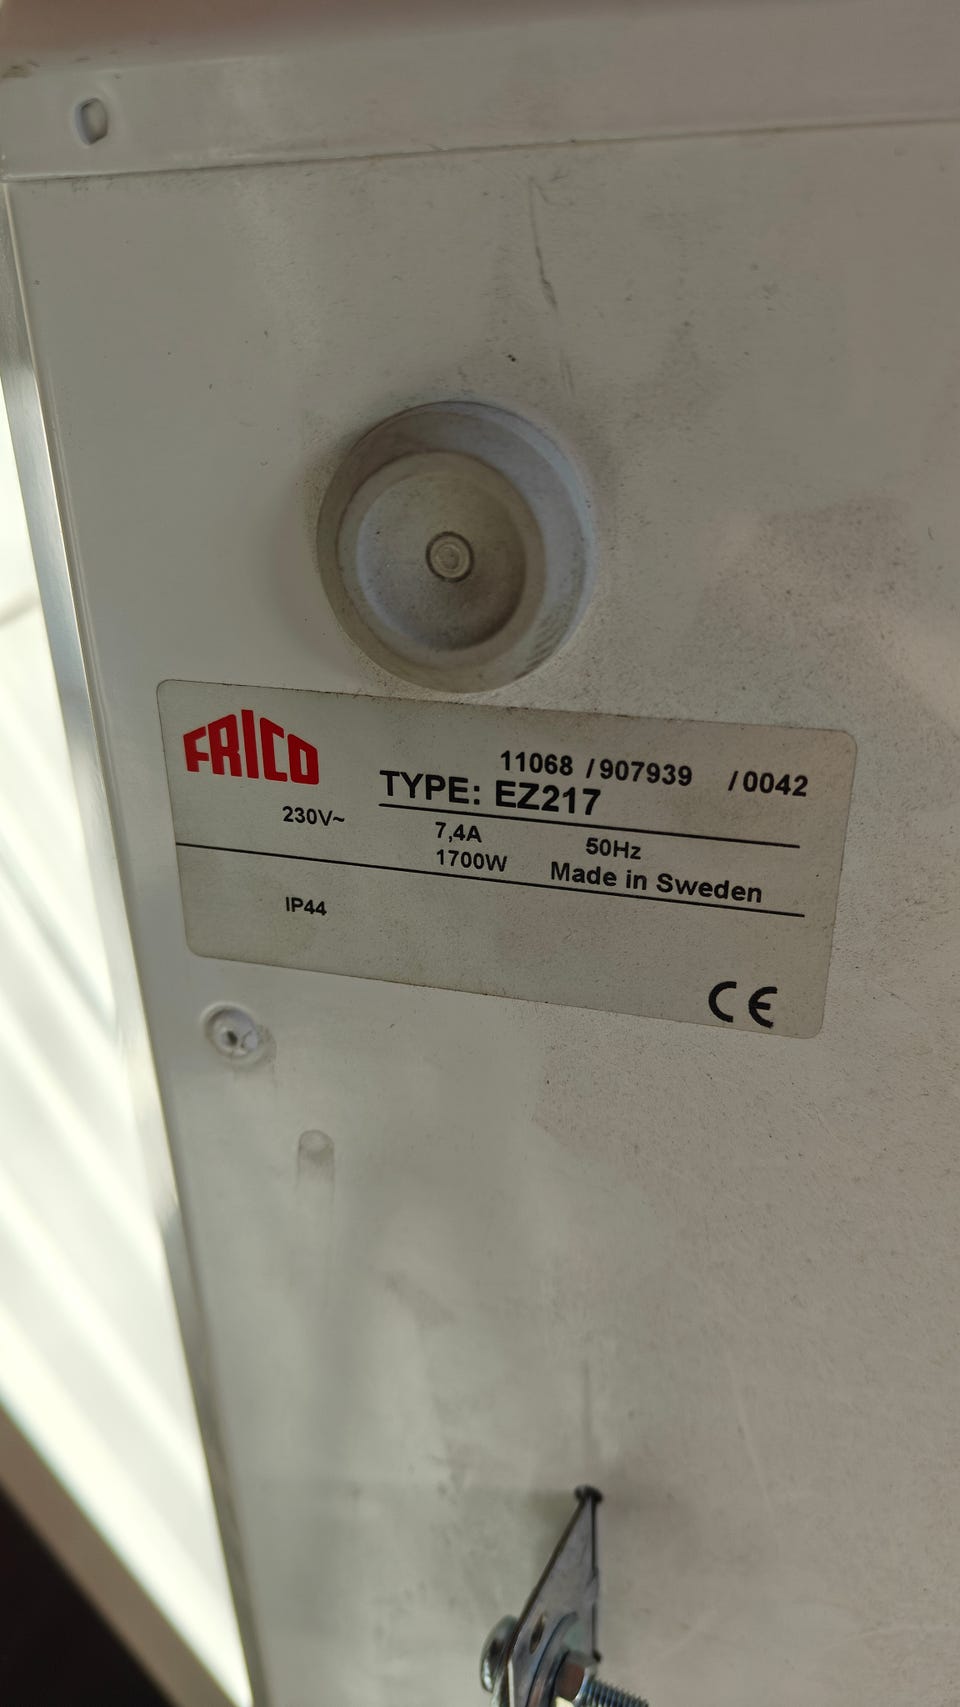 FRICO
11068 /907939 /0042
TYPE: EZ217
230V~ 7,4A 50Hz
1700W Made in Sweden
IP44
CE